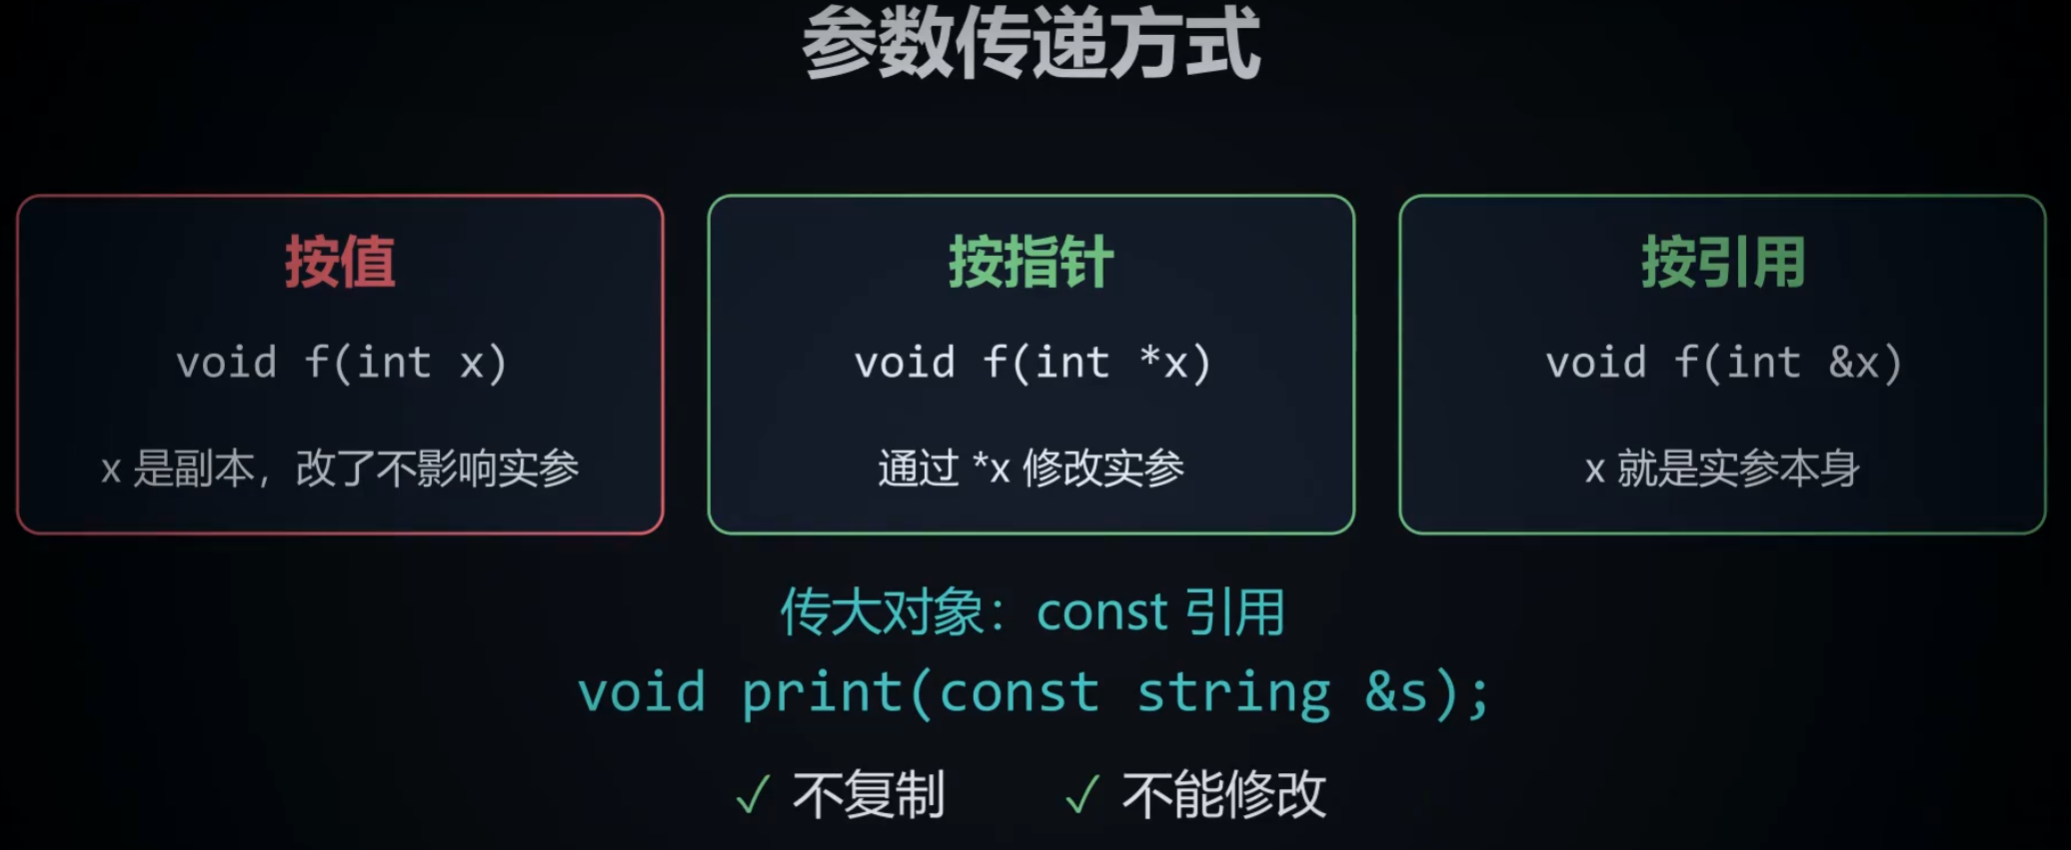 参数传递方式
按值
void f(int x)
x 是副本，改了不影响实参
按指针
void f(int *x)
通过 *x 修改实参
按引用
void f(int &x)
x 就是实参本身
传大对象：const 引用
void print(const string &s);
✓ 不复制 ✓ 不能修改